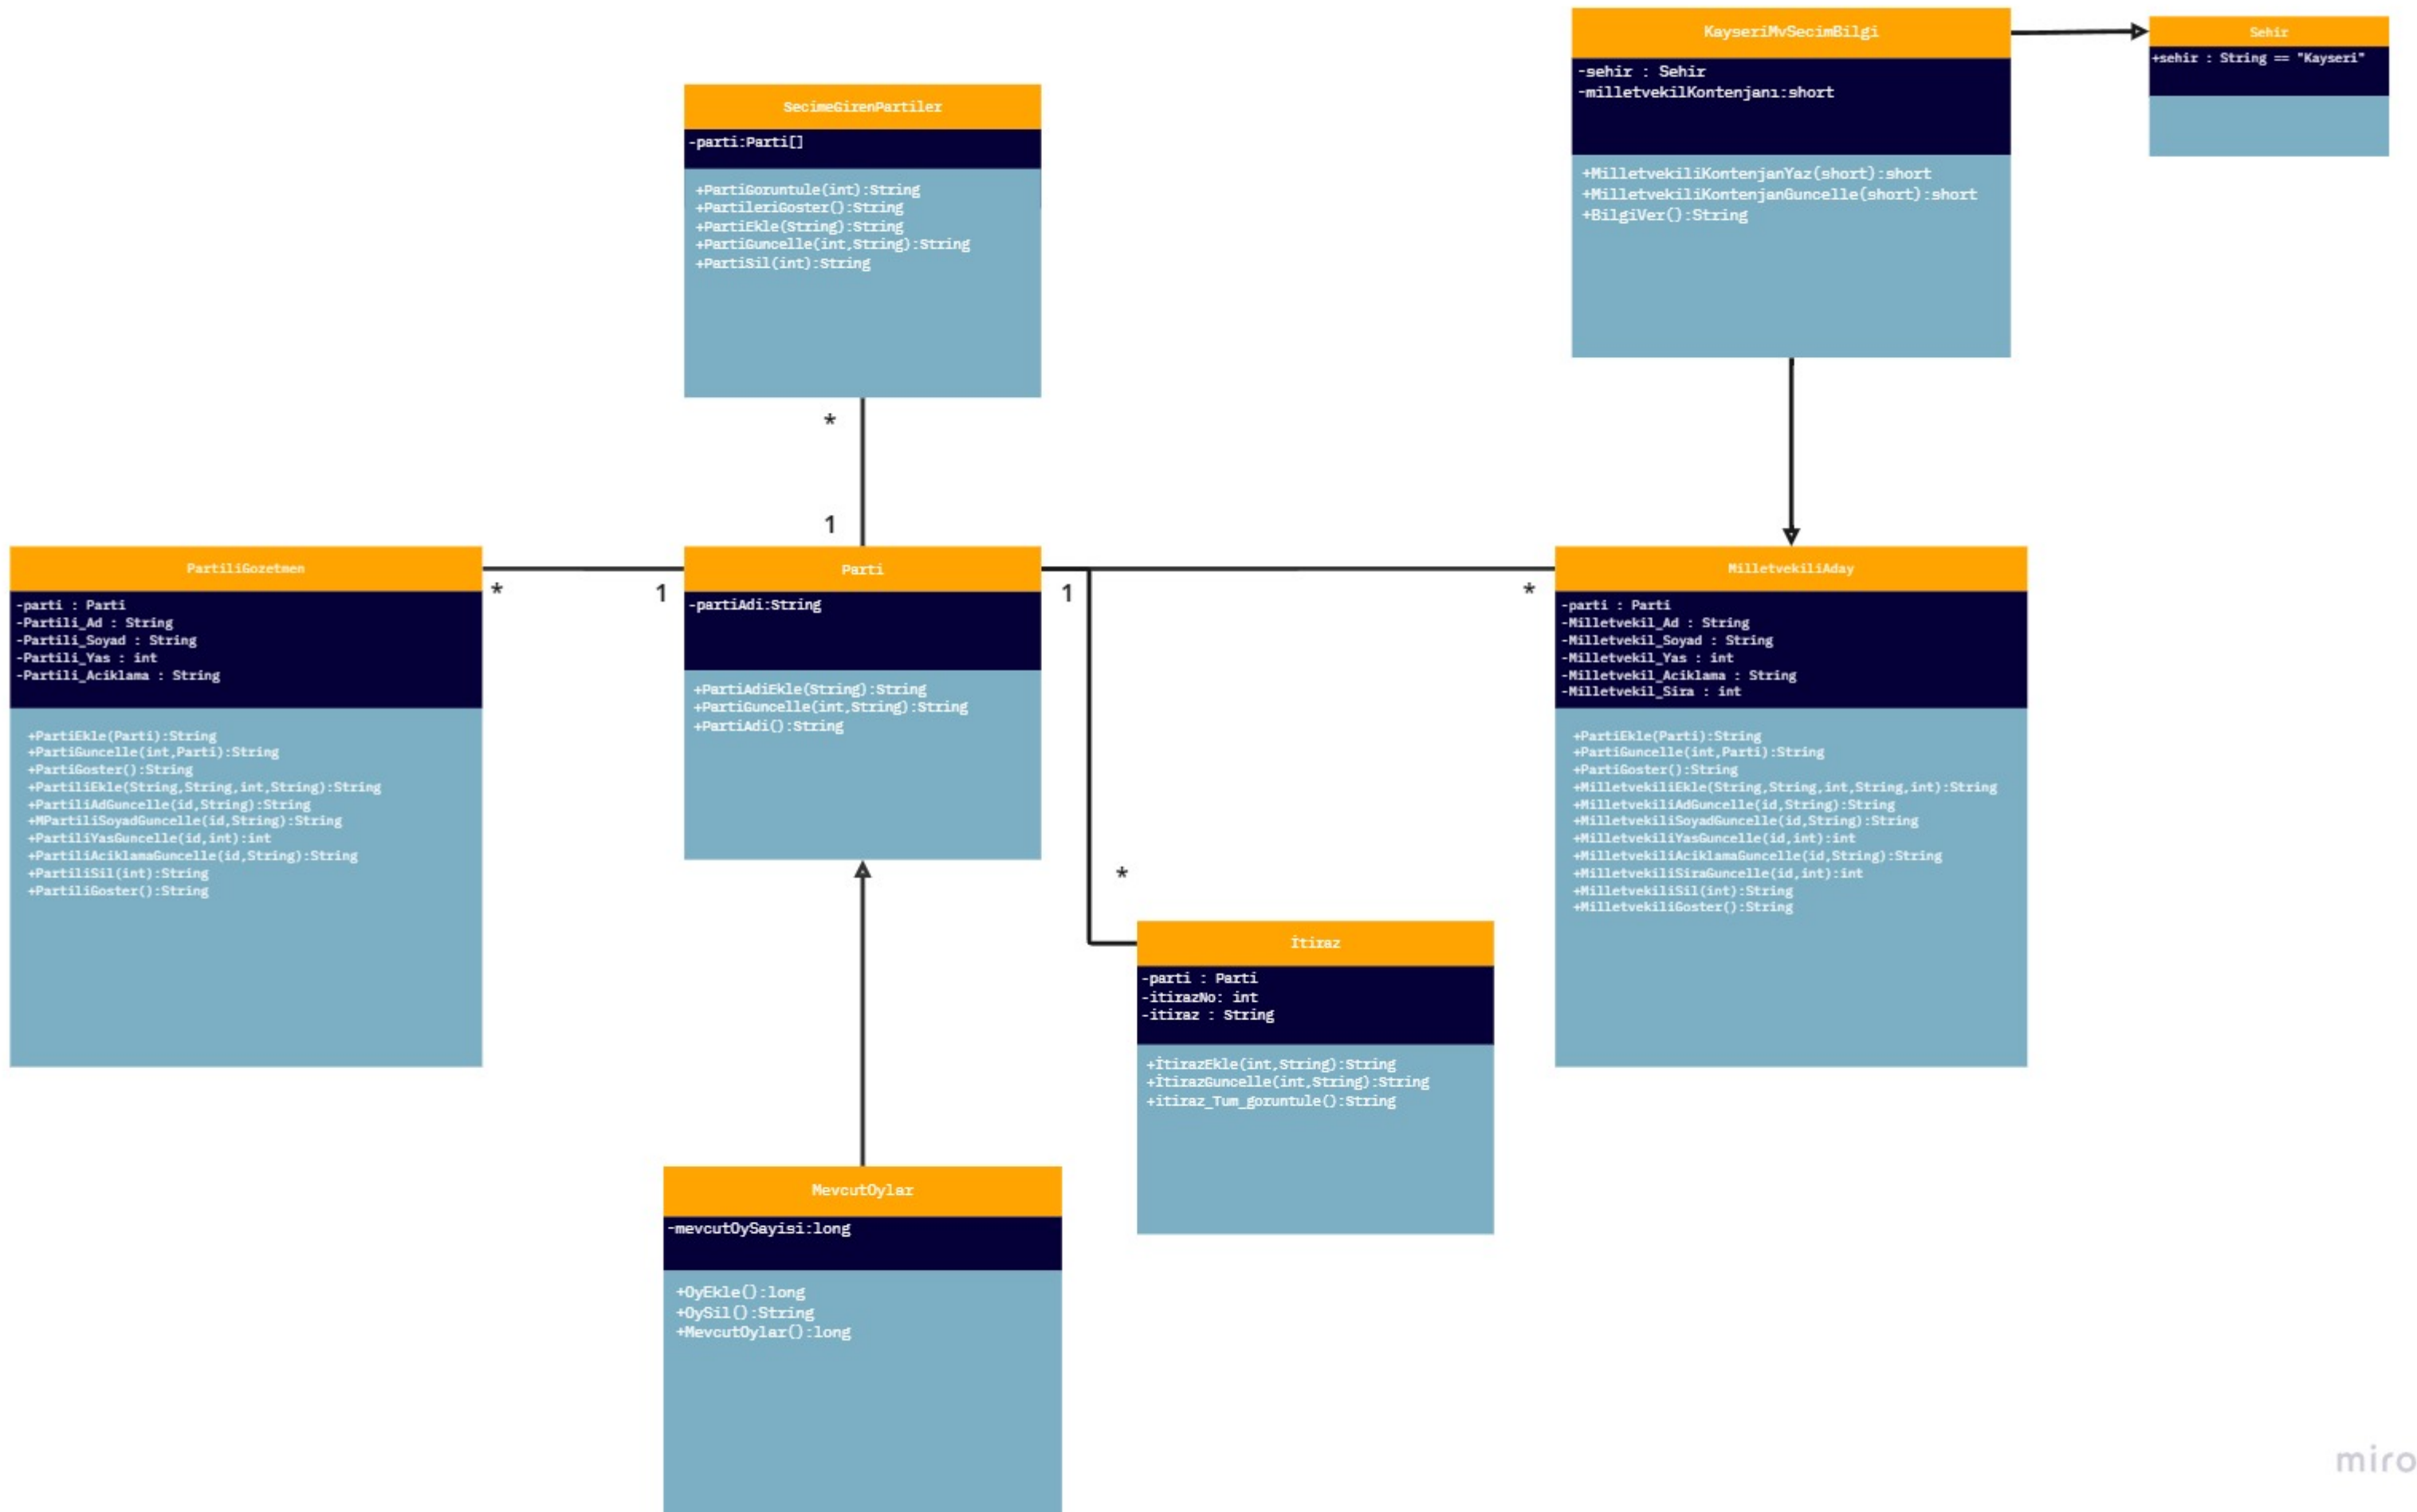 KayseriMvSecimBilgi
-sehir : Sehir
-milletvekilKontenjanı:short
+MilletvekiliKontenjanYaz(short):short
+MilletvekiliKontenjanGuncelle(short):short
+BilgiVer():String
Sehir
+sehir : String == "Kayseri"
SecimeGirenPartiler
-parti:Parti[]
+PartiGoruntule(int):String
+PartileriGoster():String
+PartiEkle(String):String
+PartiGuncelle(int,String):String
+PartiSil(int):String
*
1
PartiliGozetmen
-parti : Parti
-Partili_Ad : String
-Partili_Soyad : String
-Partili_Yas : int
-Partili_Aciklama : String
+PartiEkle(Parti):String
+PartiGuncelle(int,Parti):String
+PartiGoster():String
+PartiliEkle(String,String,int,String):String
+PartiliAdGuncelle(id,String):String
+MPartiliSoyadGuncelle(id,String):String
+PartiliYasGuncelle(id,int):int
+PartiliAciklamaGuncelle(id,String):String
+PartiliSil(int):String
+PartiliGoster():String
*
1
Parti
-partiAdi:String
+PartiAdiEkle(String):String
+PartiGuncelle(int,String):String
+PartiAdi():String
1
*
MilletvekiliAday
-parti : Parti
-Milletvekil_Ad : String
-Milletvekil_Soyad : String
-Milletvekil_Yas : int
-Milletvekil_Aciklama : String
-Milletvekil_Sira : int
+PartiEkle(Parti):String
+PartiGuncelle(int,Parti):String
+PartiGoster():String
+MilletvekiliEkle(String,String,int,String,int):String
+MilletvekiliAdGuncelle(id,String):String
+MilletvekiliSoyadGuncelle(id,String):String
+MilletvekiliYasGuncelle(id,int):int
+MilletvekiliAciklamaGuncelle(id,String):String
+MilletvekiliSiraGuncelle(id,int):int
+MilletvekiliSil(int):String
+MilletvekiliGoster():String
*
İtiraz
-parti : Parti
-itirazNo: int
-itiraz : String
+İtirazEkle(int,String):String
+İtirazGuncelle(int,String):String
+itiraz_Tum_goruntule():String
MevcutOylar
-mevcutOySayisi:long
+OyEkle():long
+OySil():String
+MevcutOylar():long
miro